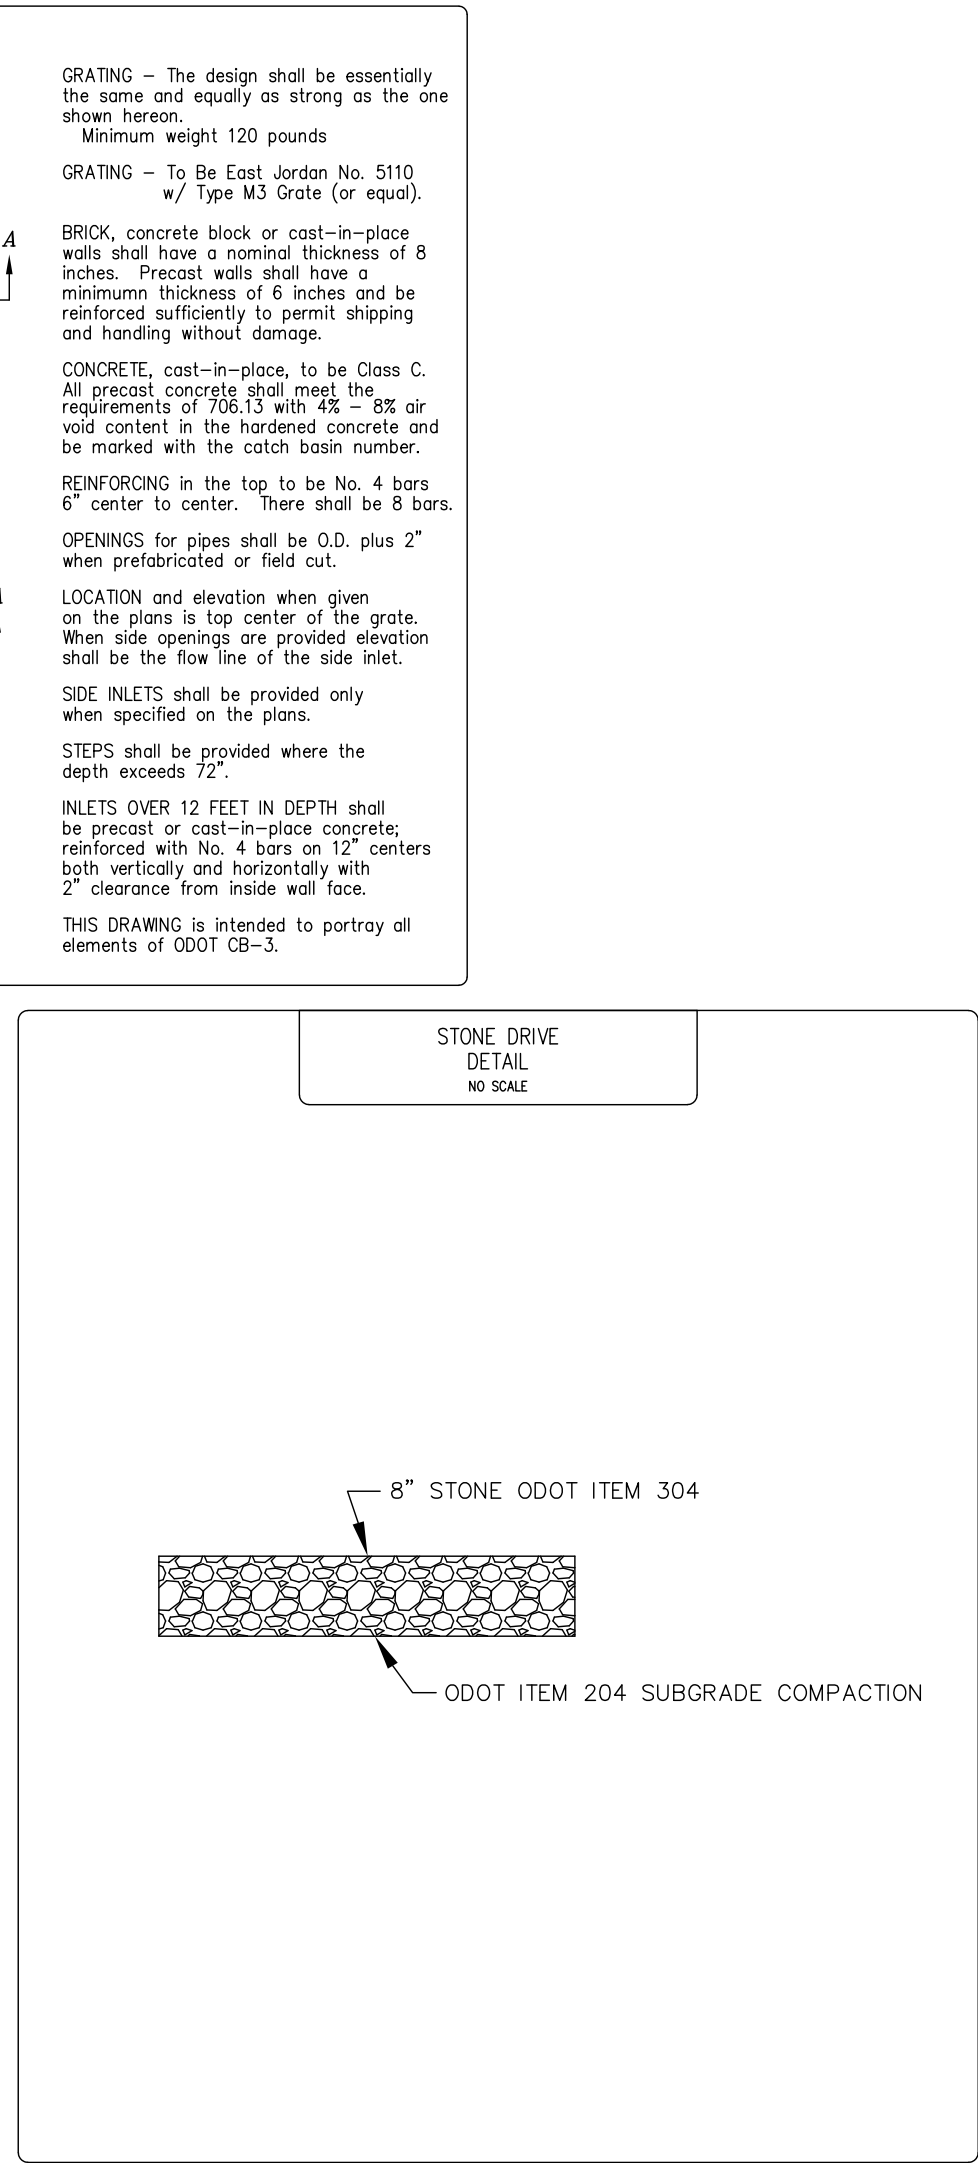 GRATING – The design shall be essentially
the same and equally as strong as the one
shown hereon.
Minimum weight 120 pounds
GRATING – To Be East Jordan No. 5110
w/ Type M3 Grate (or equal).
A
BRICK, concrete block or cast–in–place
walls shall have a nominal thickness of 8
inches. Precast walls shall have a
minimumn thickness of 6 inches and be
reinforced sufficiently to permit shipping
and handling without damage.
CONCRETE, cast–in–place, to be Class C.
All precast concrete shall meet the
requirements of 706.13 with 4% – 8% air
void content in the hardened concrete and
be marked with the catch basin number.
REINFORCING in the top to be No. 4 bars
6" center to center. There shall be 8 bars.
OPENINGS for pipes shall be O.D. plus 2"
when prefabricated or field cut.
LOCATION and elevation when given
on the plans is top center of the grate.
When side openings are provided elevation
shall be the flow line of the side inlet.
SIDE INLETS shall be provided only
when specified on the plans.
STEPS shall be provided where the
depth exceeds 72".
INLETS OVER 12 FEET IN DEPTH shall
be precast or cast–in–place concrete;
reinforced with No. 4 bars on 12" centers
both vertically and horizontally with
2" clearance from inside wall face.
THIS DRAWING is intended to portray all
elements of ODOT CB–3.
STONE DRIVE
DETAIL
NO SCALE
8" STONE ODOT ITEM 304
ODOT ITEM 204 SUBGRADE COMPACTION